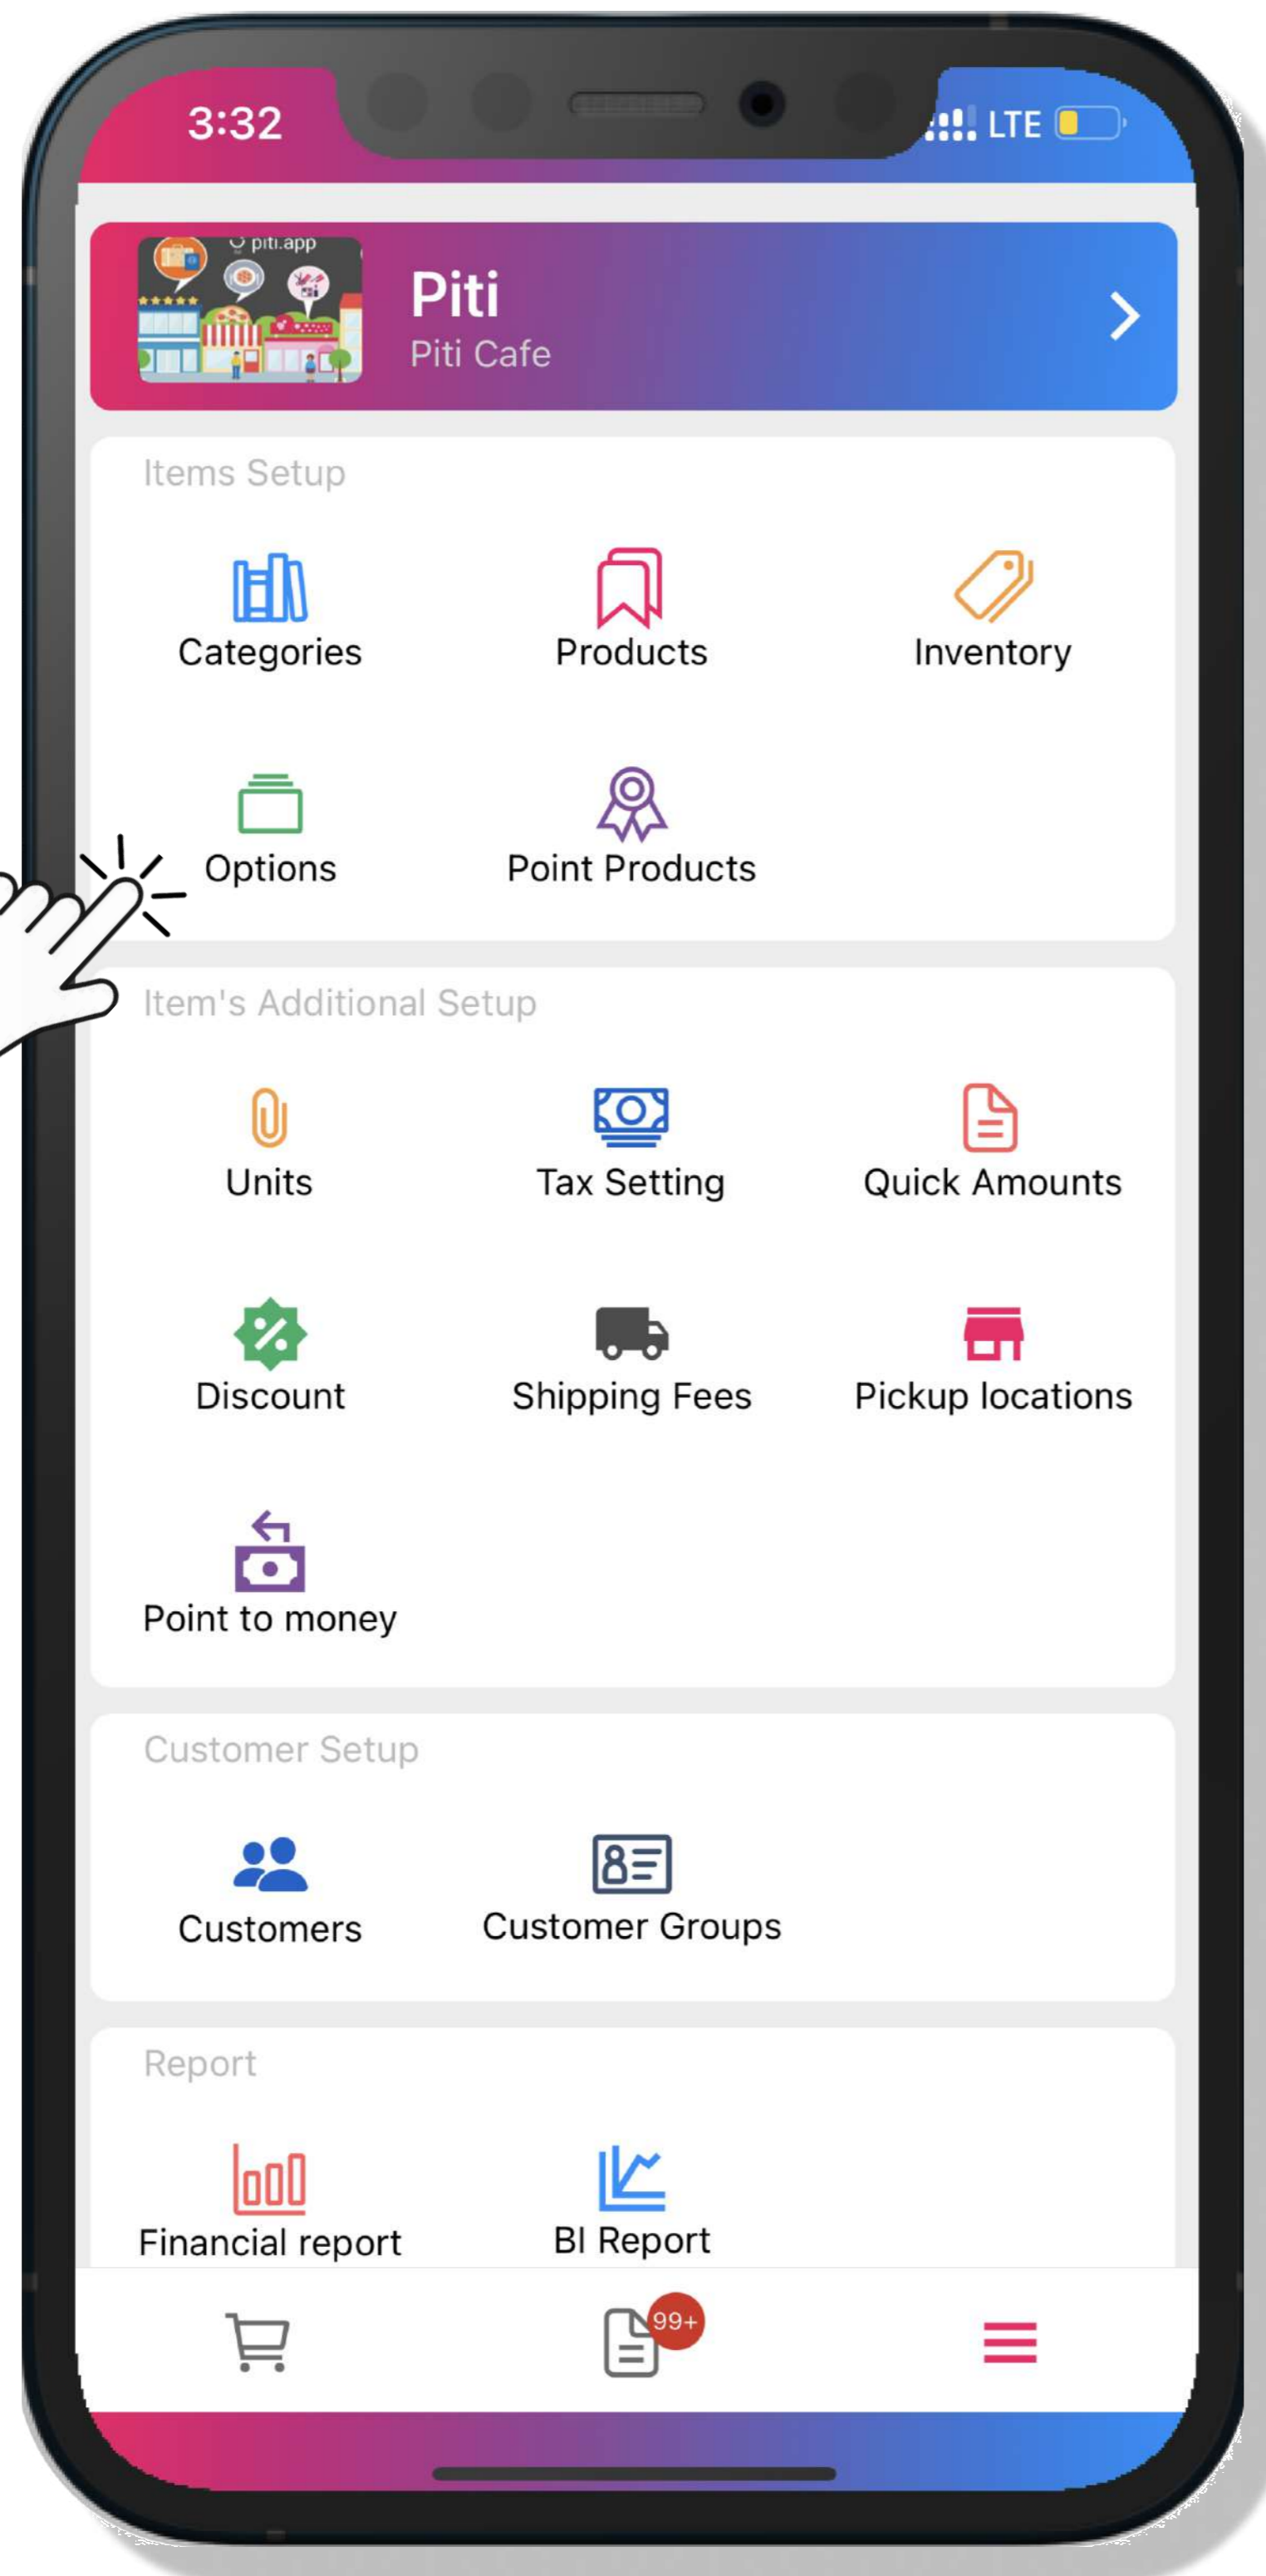 3:32
LTE
piti.app
Piti
Piti Cafe
Items Setup
Categories
Products
Inventory
Options
Point Products
Item's Additional Setup
Units
Tax Setting
Quick Amounts
Discount
Shipping Fees
Pickup locations
Point to money
Customer Setup
Customers
Customer Groups
Report
Financial report
BI Report
99+